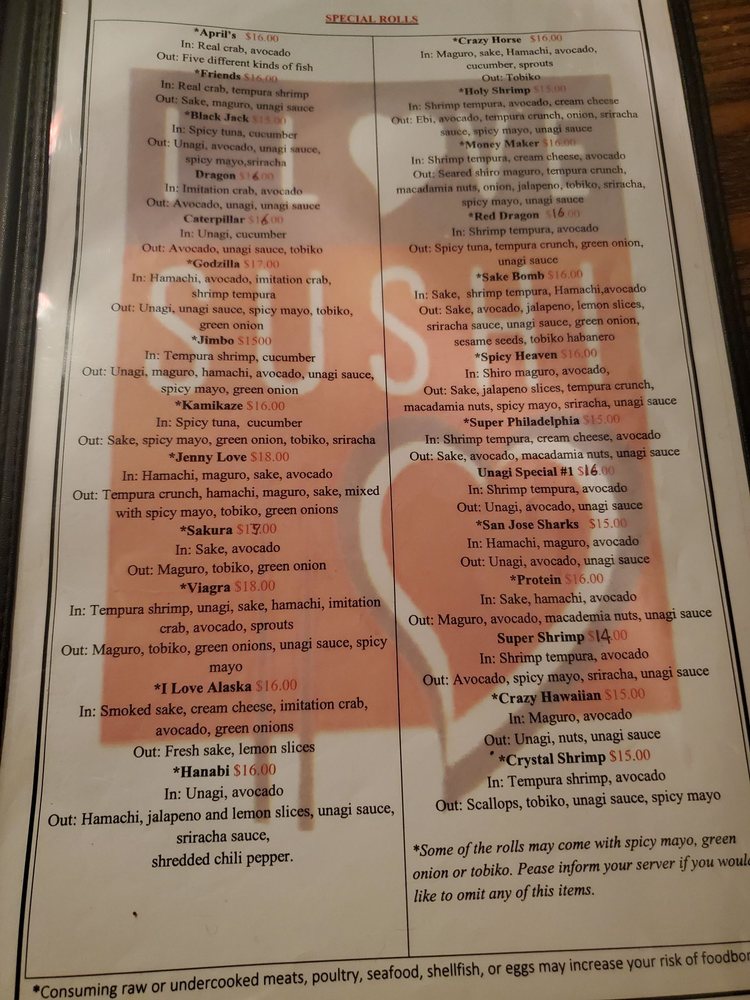 SPECIAL ROLLS
*April's $16.00
In: Real crab, avocado
Out: Five different kinds of fish
*Friends $16.00
In: Real crab, tempura shrimp
Out: Sake, maguro, unagi sauce
*Black Jack $15.00
In: Spicy tuna, cucumber
Out: Unagi, avocado, unagi sauce,
spicy mayo,sriracha
Dragon $16.00
In: Imitation crab, avocado
Out: Avocado, unagi, unagi sauce
Caterpillar $16.00
In: Unagi, cucumber
Out: Avocado, unagi sauce, tobiko
*Godzilla $17.00
In: Hamachi, avocado, imitation crab,
shrimp tempura
Out: Unagi, unagi sauce, spicy mayo, tobiko,
green onion
*Jimbo $1500
In: Tempura shrimp, cucumber
Out: Unagi, maguro, hamachi, avocado, unagi sauce,
spicy mayo, green onion
*Kamikaze $16.00
In: Spicy tuna, cucumber
Out: Sake, spicy mayo, green onion, tobiko, sriracha
*Jenny Love $18.00
In: Hamachi, maguro, sake, avocado
Out: Tempura crunch, hamachi, maguro, sake, mixed
with spicy mayo, tobiko, green onions
*Sakura
In: Sake, avocado
Out: Maguro, tobiko, green onion
*Viagra $18.00
In: Tempura shrimp, unagi, sake, hamachi, imitation
crab, avocado, sprouts
Out: Maguro, tobiko, green onions, unagi sauce, spicy
mayo
*I Love Alaska $16.00
In: Smoked sake, cream cheese, imitation crab,
avocado, green onions
Out: Fresh sake, lemon slices
*Hanabi $16.00
In: Unagi, avocado
Out: Hamachi, jalapeno and lemon slices, unagi sauce,
sriracha sauce,
shredded chili pepper.
*Crazy Horse $16.00
In: Maguro, sake, Hamachi, avocado,
cucumber, sprouts
Out: Tobiko
*Holy Shrimp $15.00
In: Shrimp tempura, avocado, cream cheese
Out: Ebi, avocado, tempura crunch, onion, sriracha
sauce, spicy mayo, unagi sauce
*Money Maker $16.00
In: Shrimp tempura, cream cheese, avocado
Out: Seared shiro maguro, tempura crunch,
macadamia nuts, onion, jalapeno, tobiko, sriracha,
spicy mayo, unagi sauce
*Red Dragon $16.00
In: Shrimp tempura, avocado
Out: Spicy tuna, tempura crunch, green onion,
unagi sauce
*Sake Bomb $16.00
In: Sake, shrimp tempura, Hamachi,avocado
Out: Sake, avocado, jalapeno, lemon slices,
sriracha sauce, unagi sauce, green onion,
sesame seeds, tobiko habanero
*Spicy Heaven $16.00
In: Shiro maguro, avocado,
Out: Sake, jalapeno slices, tempura crunch,
macadamia nuts, spicy mayo, sriracha, unagi sauce
*Super Philadelphia $15.00
In: Shrimp tempura, cream cheese, avocado
Out: Sake, avocado, macadamia nuts, unagi sauce
Unagi Special #1 $16.00
In: Shrimp tempura, avocado
Out: Unagi, avocado, unagi sauce
*San Jose Sharks $15.00
In: Hamachi, maguro, avocado
Out: Unagi, avocado, unagi sauce
*Protein $16.00
In: Sake, hamachi, avocado
Out: Maguro, avocado, macademia nuts, unagi sauce
Super Shrimp $14.00
In: Shrimp tempura, avocado
Out: Avocado, spicy mayo, sriracha, unagi sauce
*Crazy Hawaiian $15.00
In: Maguro, avocado
Out: Unagi, nuts, unagi sauce
*Crystal Shrimp $15.00
In: Tempura shrimp, avocado
Out: Scallops, tobiko, unagi sauce, spicy mayo
*Some of the rolls may come with spicy mayo, green
onion or tobiko. Pease inform your server if you would
like to omit any of this items.
*Consuming raw or undercooked meats, poultry, seafood, shellfish, or eggs may increase your risk of foodbor